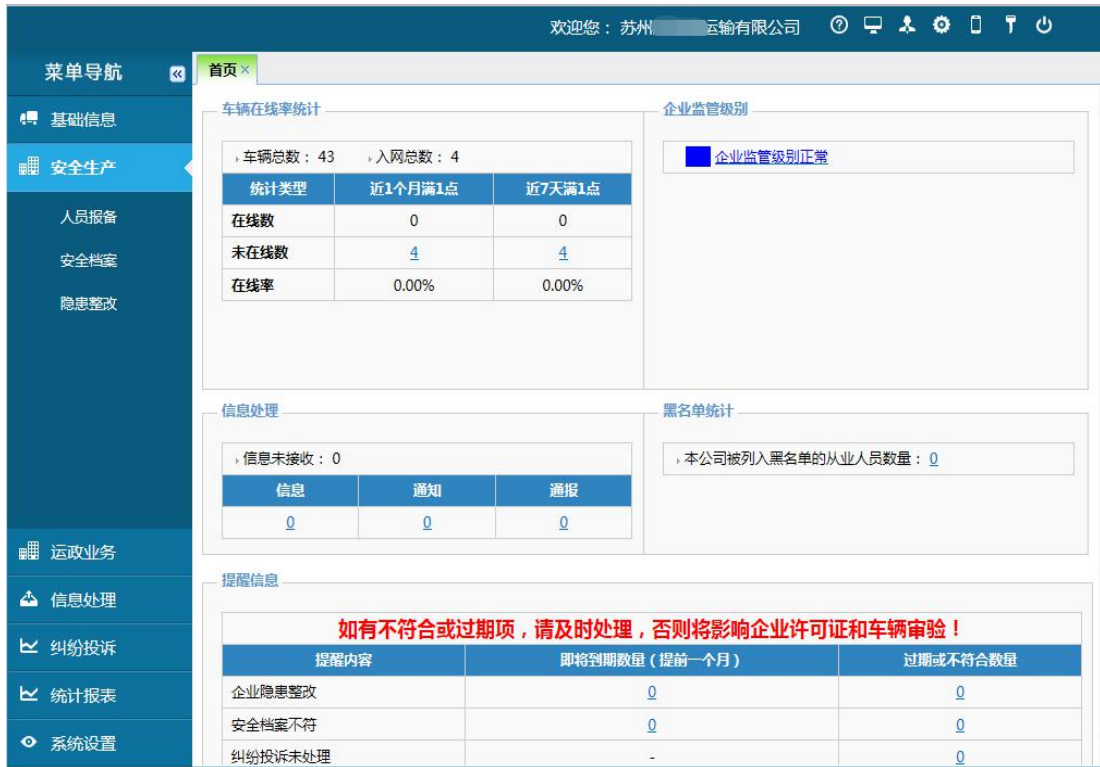 欢迎您： 苏州 运输有限公司
菜单导航
首页
基础信息
安全生产
人员报备
安全档案
隐患整改
运政业务
信息处理
纠纷投诉
统计报表
系统设置
车辆在线率统计
车辆总数： 43 入网总数： 4
统计类型 近1个月满1点 近7天满1点
在线数 0 0
未在线数 4 4
在线率 0.00% 0.00%
企业监管级别
企业监管级别正常
信息处理
信息未接收： 0
信息 通知 通报
0 0 0
黑名单统计
本公司被列入黑名单的从业人员数量： 0
提醒信息
如有不符合或过期项，请及时处理，否则将影响企业许可证和车辆审验！
提醒内容 即将到期数量（提前一个月） 过期或不符合数量
企业隐患整改 0 0
安全档案不符 0 0
纠纷投诉未处理 - 0